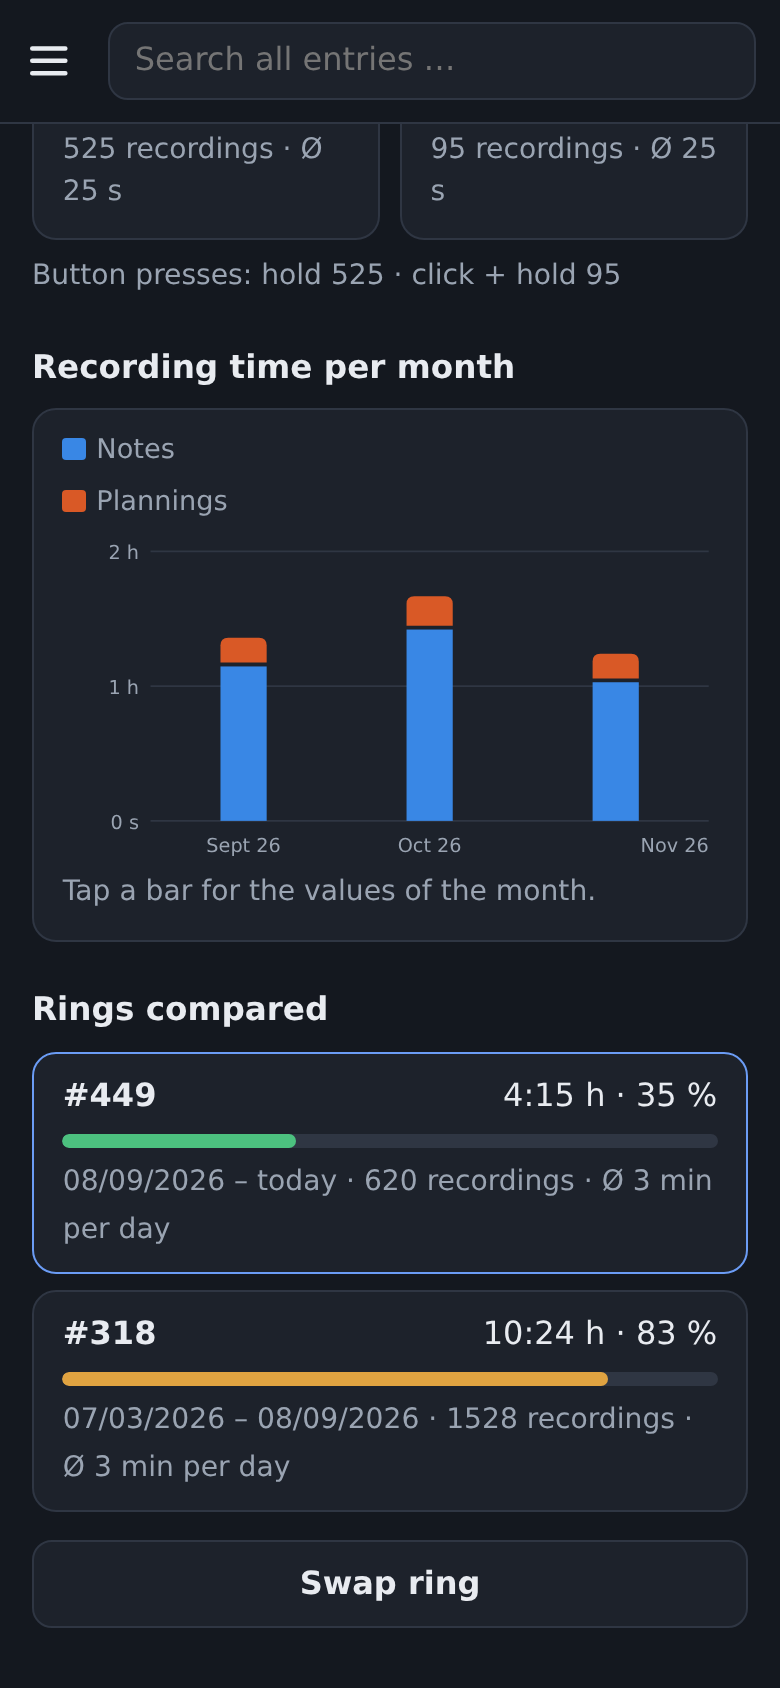 Search all entries ...
525 recordings · Ø
25 s
95 recordings · Ø 25
s
Button presses: hold 525 · click + hold 95
Recording time per month
Notes
Plannings
2 h
1 h
0 s
Sept 26
Oct 26
Nov 26
Tap a bar for the values of the month.
Rings compared
#449
4:15 h · 35 %
08/09/2026 – today · 620 recordings · Ø 3 min
per day
#318
10:24 h · 83 %
07/03/2026 – 08/09/2026 · 1528 recordings ·
Ø 3 min per day
Swap ring